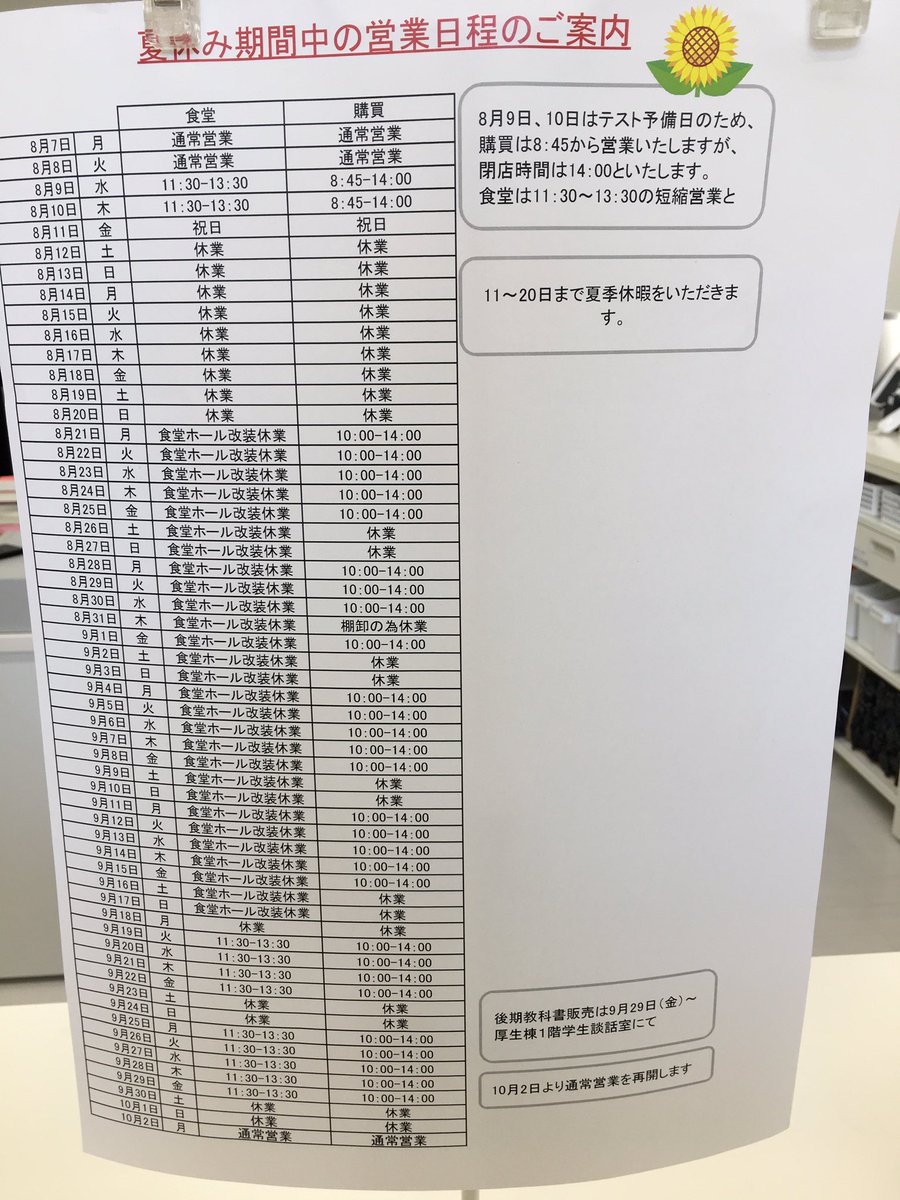 夏休み期間中の営業日程のご案内
食堂 購買
8月7日 月 通常営業 通常営業
8月8日 火 通常営業 通常営業
8月9日 水 11:30-13:30 8:45-14:00
8月10日 木 11:30-13:30 8:45-14:00
8月11日 金 祝日 祝日
8月12日 土 休業 休業
8月13日 日 休業 休業
8月14日 月 休業 休業
8月15日 火 休業 休業
8月16日 水 休業 休業
8月17日 木 休業 休業
8月18日 金 休業 休業
8月19日 土 休業 休業
8月20日 日 休業 休業
8月21日 月 食堂ホール改装休業 10:00-14:00
8月22日 火 食堂ホール改装休業 10:00-14:00
8月23日 水 食堂ホール改装休業 10:00-14:00
8月24日 木 食堂ホール改装休業 10:00-14:00
8月25日 金 食堂ホール改装休業 10:00-14:00
8月26日 土 食堂ホール改装休業 休業
8月27日 日 食堂ホール改装休業 休業
8月28日 月 食堂ホール改装休業 10:00-14:00
8月29日 火 食堂ホール改装休業 10:00-14:00
8月30日 水 食堂ホール改装休業 10:00-14:00
8月31日 木 食堂ホール改装休業 棚卸の為休業
9月1日 金 食堂ホール改装休業 10:00-14:00
9月2日 土 食堂ホール改装休業 休業
9月3日 日 食堂ホール改装休業 休業
9月4日 月 食堂ホール改装休業 10:00-14:00
9月5日 火 食堂ホール改装休業 10:00-14:00
9月6日 水 食堂ホール改装休業 10:00-14:00
9月7日 木 食堂ホール改装休業 10:00-14:00
9月8日 金 食堂ホール改装休業 10:00-14:00
9月9日 土 食堂ホール改装休業 休業
9月10日 日 食堂ホール改装休業 休業
9月11日 月 食堂ホール改装休業 10:00-14:00
9月12日 火 食堂ホール改装休業 10:00-14:00
9月13日 水 食堂ホール改装休業 10:00-14:00
9月14日 木 食堂ホール改装休業 10:00-14:00
9月15日 金 食堂ホール改装休業 10:00-14:00
9月16日 土 食堂ホール改装休業 休業
9月17日 日 食堂ホール改装休業 休業
9月18日 月 休業 休業
9月19日 火 11:30-13:30 10:00-14:00
9月20日 水 11:30-13:30 10:00-14:00
9月21日 木 11:30-13:30 10:00-14:00
9月22日 金 11:30-13:30 10:00-14:00
9月23日 土 休業 休業
9月24日 日 休業 休業
9月25日 月 11:30-13:30 10:00-14:00
9月26日 火 11:30-13:30 10:00-14:00
9月27日 水 11:30-13:30 10:00-14:00
9月28日 木 11:30-13:30 10:00-14:00
9月29日 金 11:30-13:30 10:00-14:00
9月30日 土 休業 休業
10月1日 日 休業 休業
10月2日 月 通常営業 通常営業
8月9日、10日はテスト予備日のため、
購買は8:45から営業いたしますが、
閉店時間は14:00といたします。
食堂は11:30～13:30の短縮営業と
11～20日まで夏季休暇をいただきま
す。
後期教科書販売は9月29日(金)～
厚生棟1階学生談話室にて
10月2日より通常営業を再開します